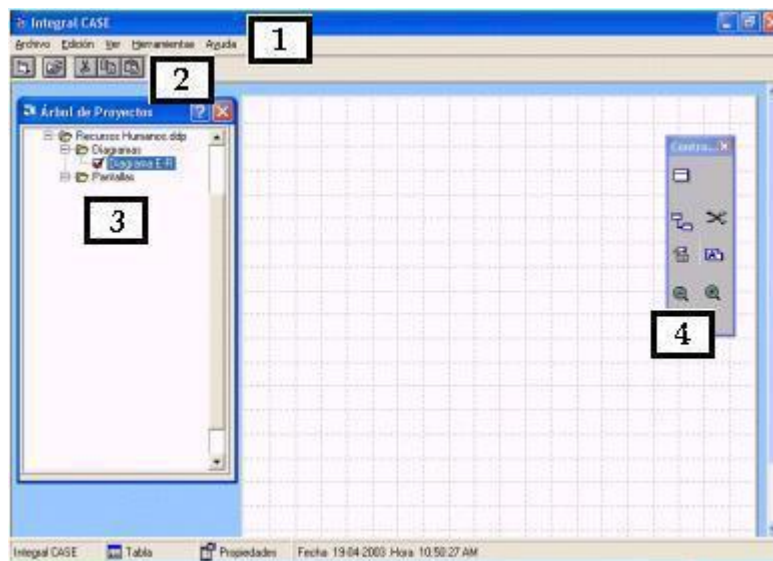 Integral CASE
Archivo Edición Ver Herramientas Ayuda
1
2
Árbol de Proyectos
Recursos Humanos.ddp
Diagramas
Diagrama E-R
Pantallas
3
Contro...
4
Integral CASE Tabla Propiedades Fecha 19-04-2003 Hora 10:50:27 AM